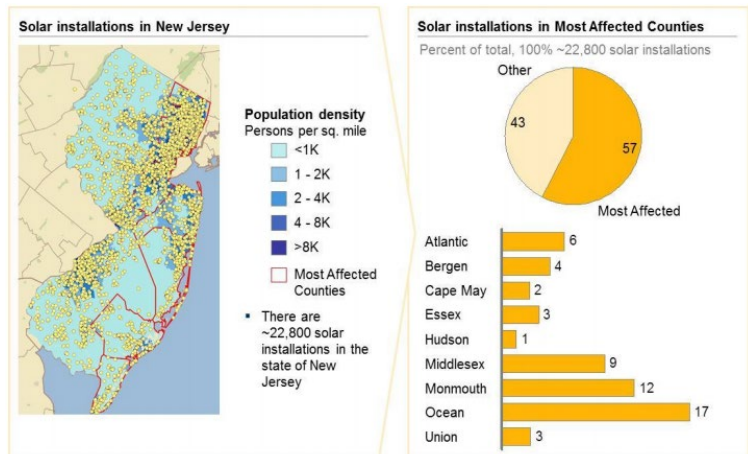 Solar installations in New Jersey
Population density
Persons per sq. mile
<1K
1 - 2K
2 - 4K
4 - 8K
>8K
Most Affected
Counties
▪ There are
~22,800 solar
installations in the
state of New
Jersey
Solar installations in Most Affected Counties
Percent of total, 100% ~22,800 solar installations
Other
43
57
Most Affected
Atlantic 6
Bergen 4
Cape May 2
Essex 3
Hudson 1
Middlesex 9
Monmouth 12
Ocean 17
Union 3